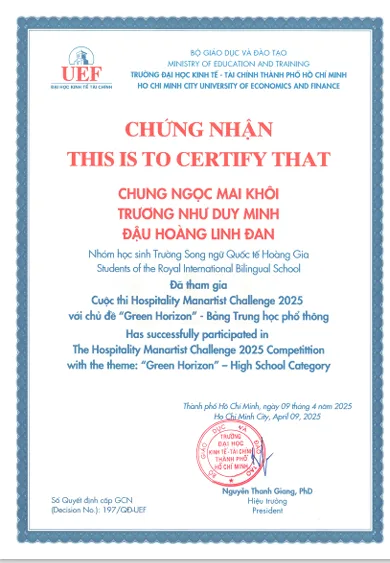 UEF
ĐẠI HỌC KINH TẾ TÀI CHÍNH
BỘ GIÁO DỤC VÀ ĐÀO TẠO
MINISTRY OF EDUCATION AND TRAINING
TRƯỜNG ĐẠI HỌC KINH TẾ - TÀI CHÍNH THÀNH PHỐ HỒ CHÍ MINH
HO CHI MINH CITY UNIVERSITY OF ECONOMICS AND FINANCE
CHỨNG NHẬN
THIS IS TO CERTIFY THAT
CHUNG NGỌC MAI KHÔI
TRƯƠNG NHƯ DUY MINH
ĐẬU HOÀNG LINH ĐAN
Nhóm học sinh Trường Song ngữ Quốc tế Hoàng Gia
Students of the Royal International Bilingual School
Đã tham gia
Cuộc thi Hospitality Manartist Challenge 2025
với chủ đề “Green Horizon” - Bảng Trung học phổ thông
Has successfully participated in
The Hospitality Manartist Challenge 2025 Competittion
with the theme: “Green Horizon” – High School Category
Thành phố Hồ Chí Minh, ngày 09 tháng 4 năm 2025
Ho Chi Minh City, April 09, 2025
BỘ GIÁO DỤC VÀ ĐÀO TẠO
TRƯỜNG
ĐẠI HỌC
KINH TẾ - TÀI CHÍNH
THÀNH PHỐ
HỒ CHÍ MINH
Nguyễn Thanh Giang, PhD
Số Quyết định cấp GCN
Hiệu trưởng
(Decision No.): 197/QĐ-UEF
President